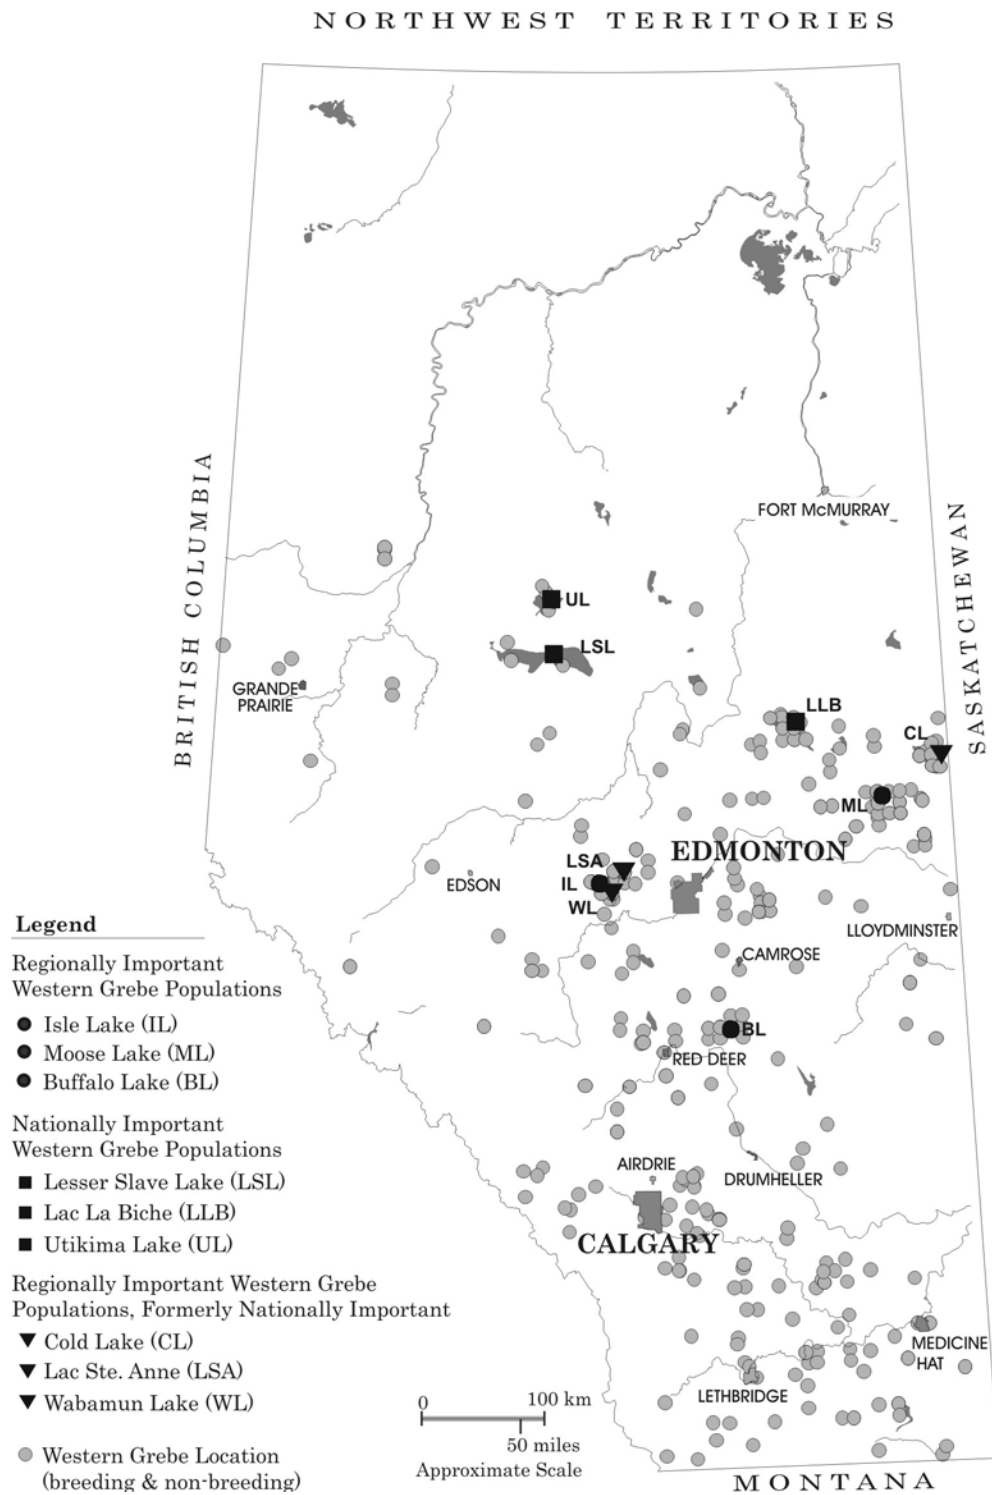 NORTHWEST TERRITORIES
BRITISH COLUMBIA
SASKATCHEWAN
FORT McMURRAY
UL
LSL
GRANDE
PRAIRIE
LLB
CL
ML
EDMONTON
LSA
IL
WL
EDSON
LLOYDMINSTER
CAMROSE
BL
RED DEER
AIRDRIE
DRUMHELLER
CALGARY
MEDICINE
HAT
LETHBRIDGE
MONTANA
Legend
Regionally Important
Western Grebe Populations
Isle Lake (IL)
Moose Lake (ML)
Buffalo Lake (BL)
Nationally Important
Western Grebe Populations
Lesser Slave Lake (LSL)
Lac La Biche (LLB)
Utikima Lake (UL)
Regionally Important Western Grebe
Populations, Formerly Nationally Important
Cold Lake (CL)
Lac Ste. Anne (LSA)
Wabamun Lake (WL)
Western Grebe Location
(breeding & non-breeding)
0 100 km
50 miles
Approximate Scale